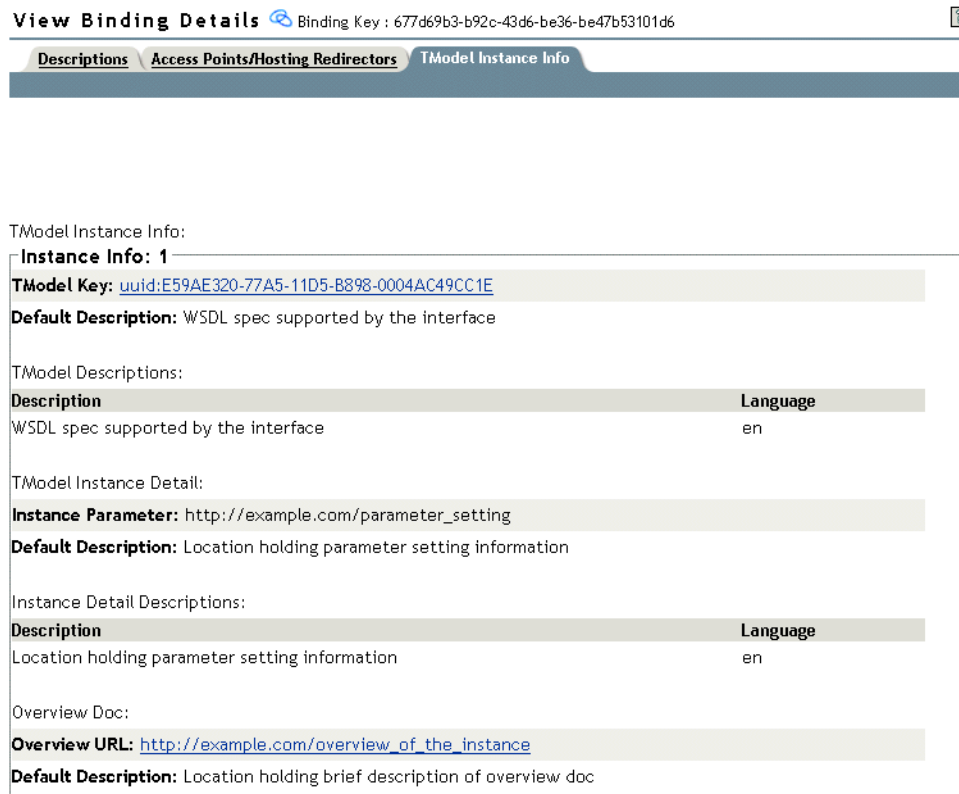 View Binding Details Binding Key : 677d69b3-b92c-43d6-be36-be47b53101d6
Descriptions Access Points/Hosting Redirectors TModel Instance Info
TModel Instance Info:
Instance Info: 1
TModel Key: uuid:E59AE320-77A5-11D5-B898-0004AC49CC1E
Default Description: WSDL spec supported by the interface
TModel Descriptions:
Description Language
WSDL spec supported by the interface en
TModel Instance Detail:
Instance Parameter: http://example.com/parameter_setting
Default Description: Location holding parameter setting information
Instance Detail Descriptions:
Description Language
Location holding parameter setting information en
Overview Doc:
Overview URL: http://example.com/overview_of_the_instance
Default Description: Location holding brief description of overview doc